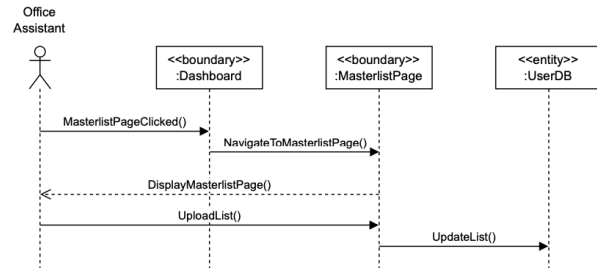 Office
Assistant
<<boundary>>
:Dashboard
<<boundary>>
:MasterlistPage
<<entity>>
:UserDB
MasterlistPageClicked()
NavigateToMasterlistPage()
DisplayMasterlistPage()
UploadList()
UpdateList()